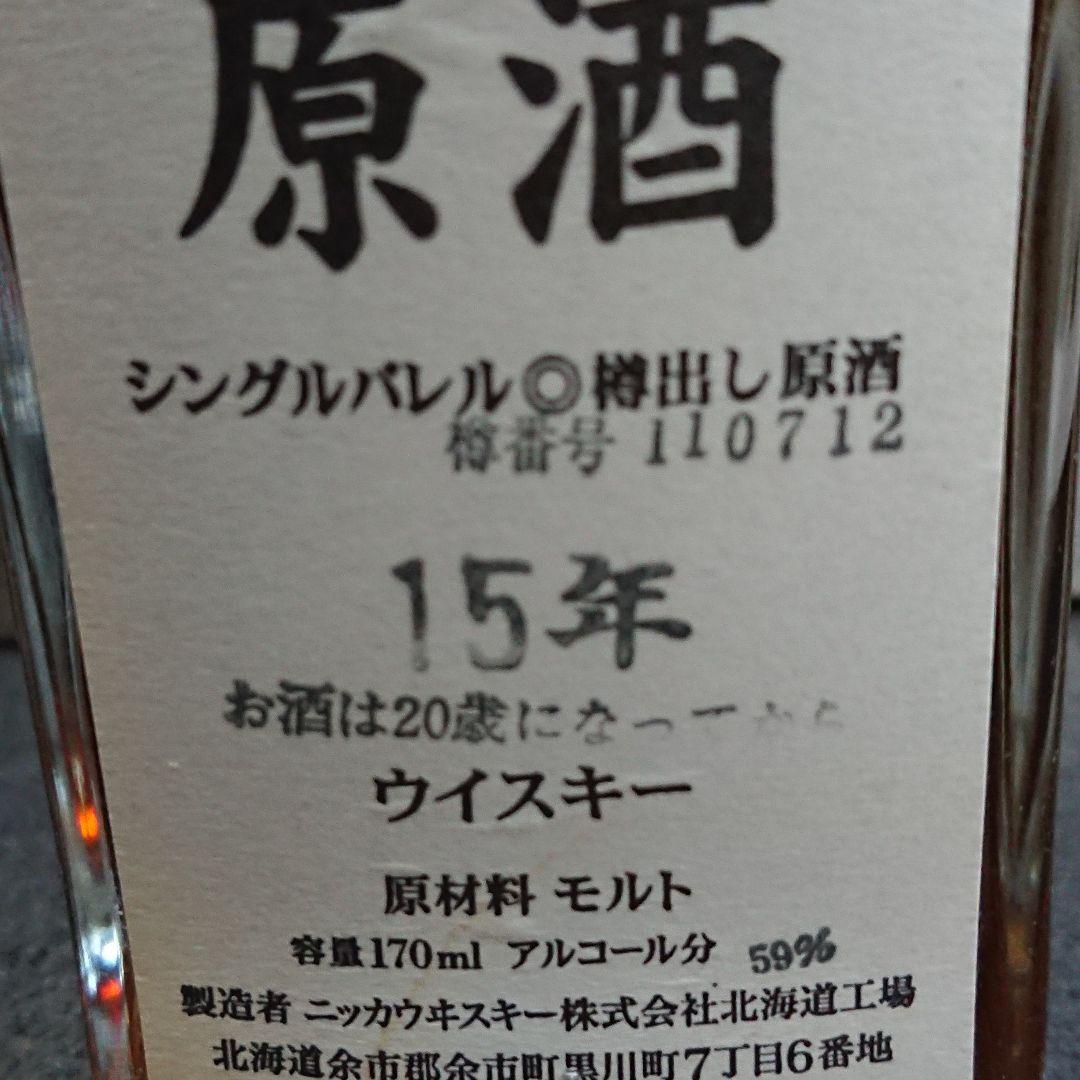 原酒
シングルバレル◎樽出し原酒
樽番号 110712
15年
お酒は20歳になってから
ウイスキー
原材料 モルト
容量170ml アルコール分 59%
製造者 ニッカウヰスキー株式会社北海道工場
北海道余市郡余市町黒川町7丁目6番地